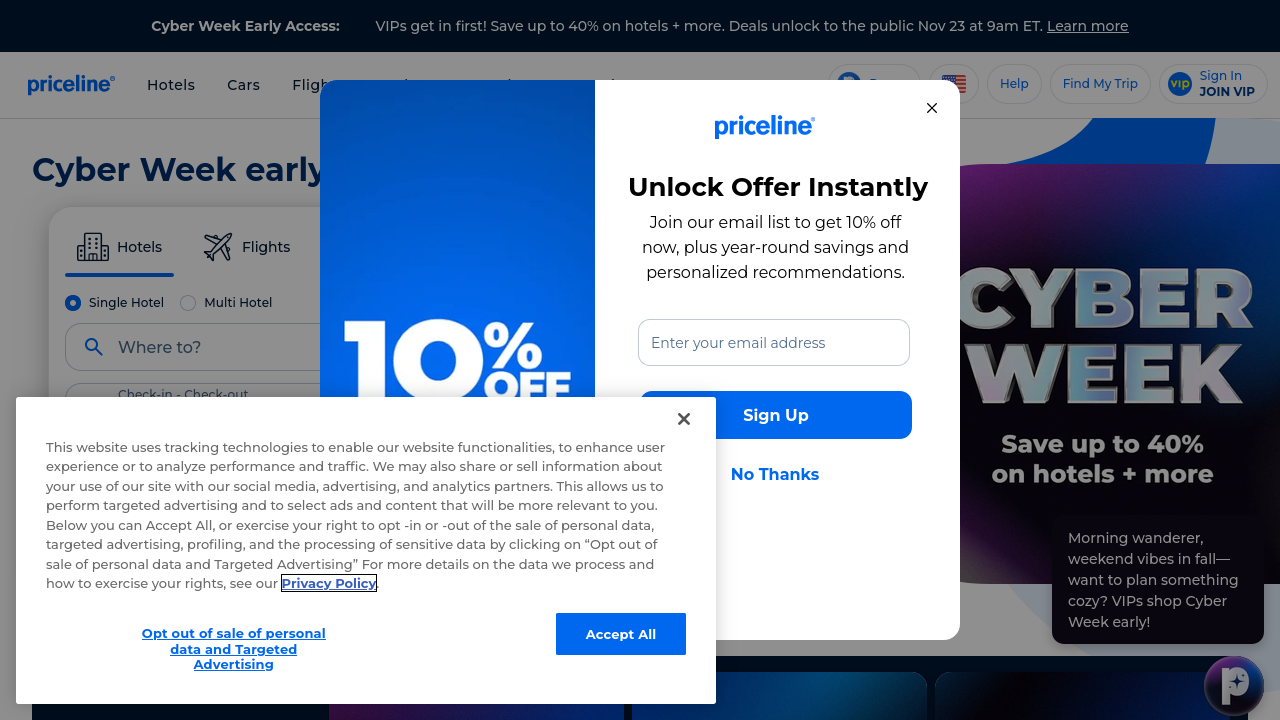 Cyber Week Early Access: VIPs get in first! Save up to 40% on hotels + more. Deals unlock to the public Nov 23 at 9am ET. Learn more
priceline
Hotels
Cars
Help
Find My Trip
vip
Sign In
JOIN VIP
Cyber Week early
Hotels
Flights
Single Hotel
Multi Hotel
Where to?
Check-in - Check-out
10%
OFF
priceline
Unlock Offer Instantly
Join our email list to get 10% off
now, plus year-round savings and
personalized recommendations.
Enter your email address
Sign Up
No Thanks
CYBER
WEEK
Save up to 40%
on hotels + more
Morning wanderer,
weekend vibes in fall—
want to plan something
cozy? VIPs shop Cyber
Week early!
This website uses tracking technologies to enable our website functionalities, to enhance user
experience or to analyze performance and traffic. We may also share or sell information about
your use of our site with our social media, advertising, and analytics partners. This allows us to
perform targeted advertising and to select ads and content that will be more relevant to you.
Below you can Accept All, or exercise your right to opt -in or -out of the sale of personal data,
targeted advertising, profiling, and the processing of sensitive data by clicking on “Opt out of
sale of personal data and Targeted Advertising” For more details on the data we process and
how to exercise your rights, see our Privacy Policy.
Opt out of sale of personal
data and Targeted
Advertising
Accept All